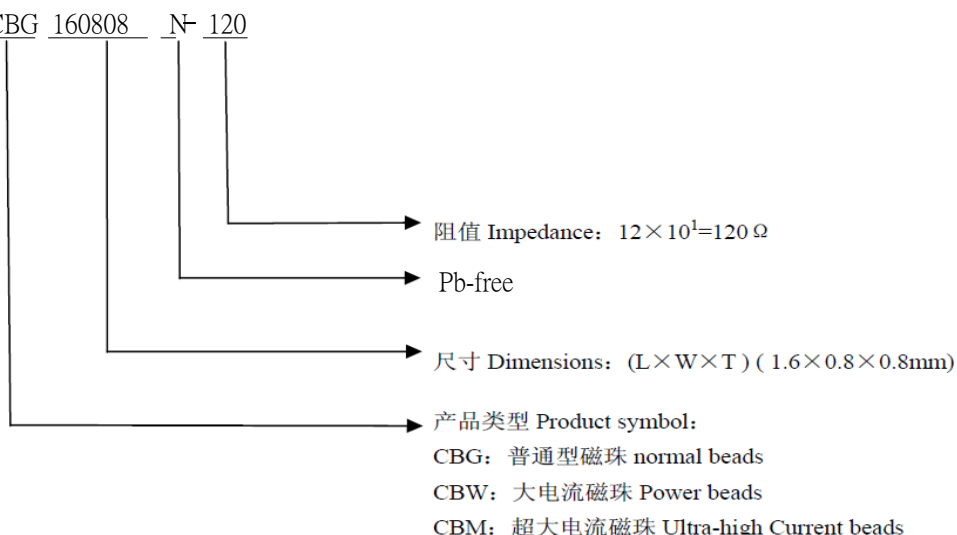 CBG 160808 N- 120
阻值 Impedance：12×10¹=120 Ω
Pb-free
尺寸 Dimensions：(L×W×T ) ( 1.6×0.8×0.8mm)
产品类型 Product symbol：
CBG：普通型磁珠 normal beads
CBW：大电流磁珠 Power beads
CBM：超大电流磁珠 Ultra-high Current beads